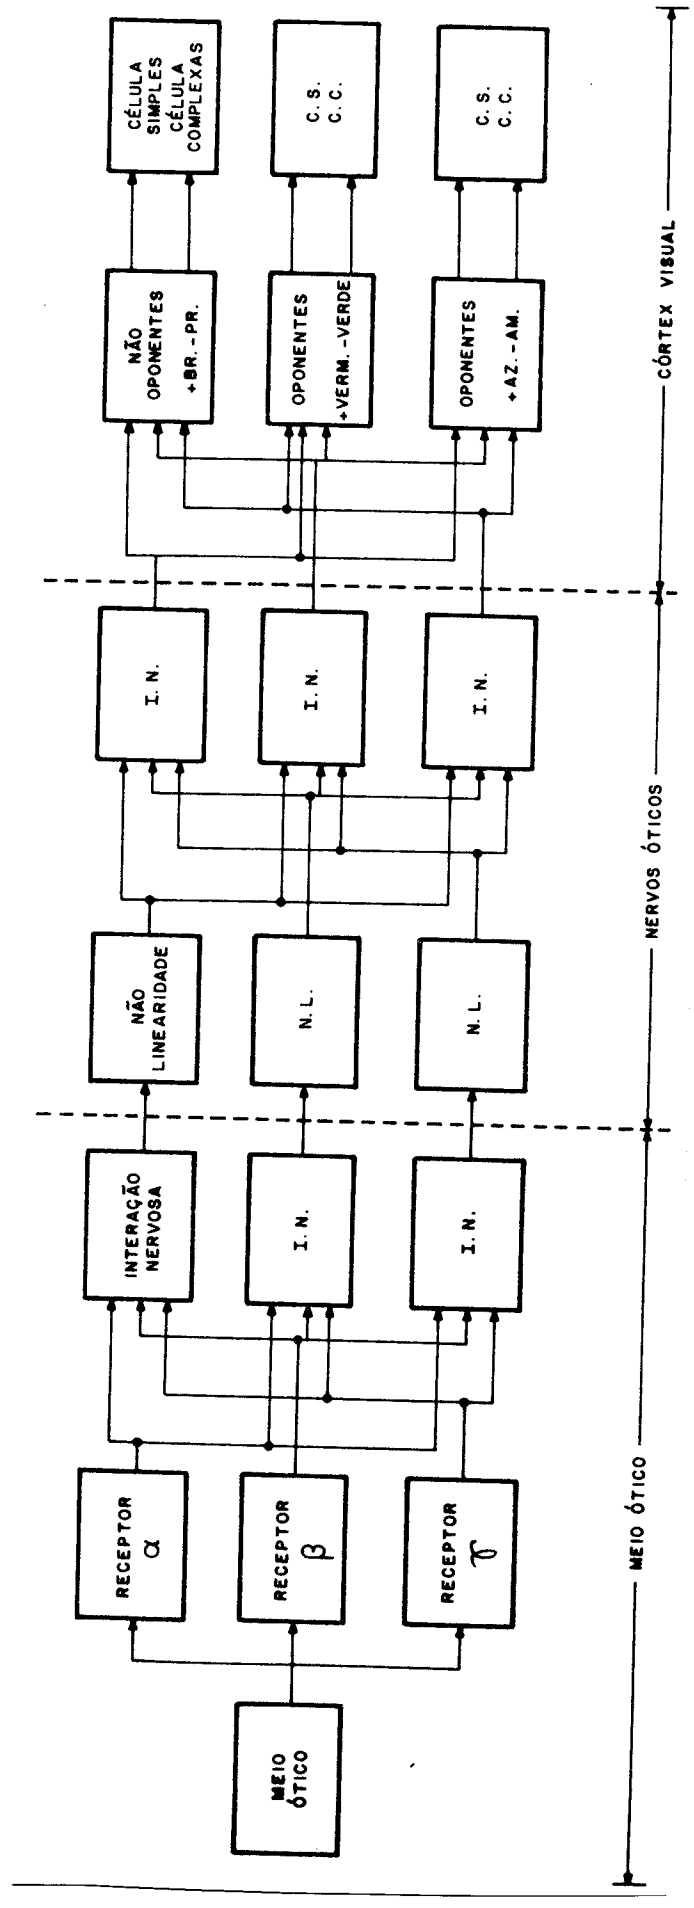 MEIO
ÓTICO
RECEPTOR
α
RECEPTOR
β
RECEPTOR
γ
INTERAÇÃO
NERVOSA
I. N.
I. N.
NÃO
LINEARIDADE
N. L.
N. L.
I. N.
I. N.
I. N.
NÃO
OPONENTES
+BR.-PR.
OPONENTES
+VERM.-VERDE
OPONENTES
+AZ.-AM.
CÉLULA
SIMPLES
CÉLULA
COMPLEXAS
C. S.
C. C.
C. S.
C. C.
MEIO ÓTICO
NERVOS ÓTICOS
CÓRTEX VISUAL